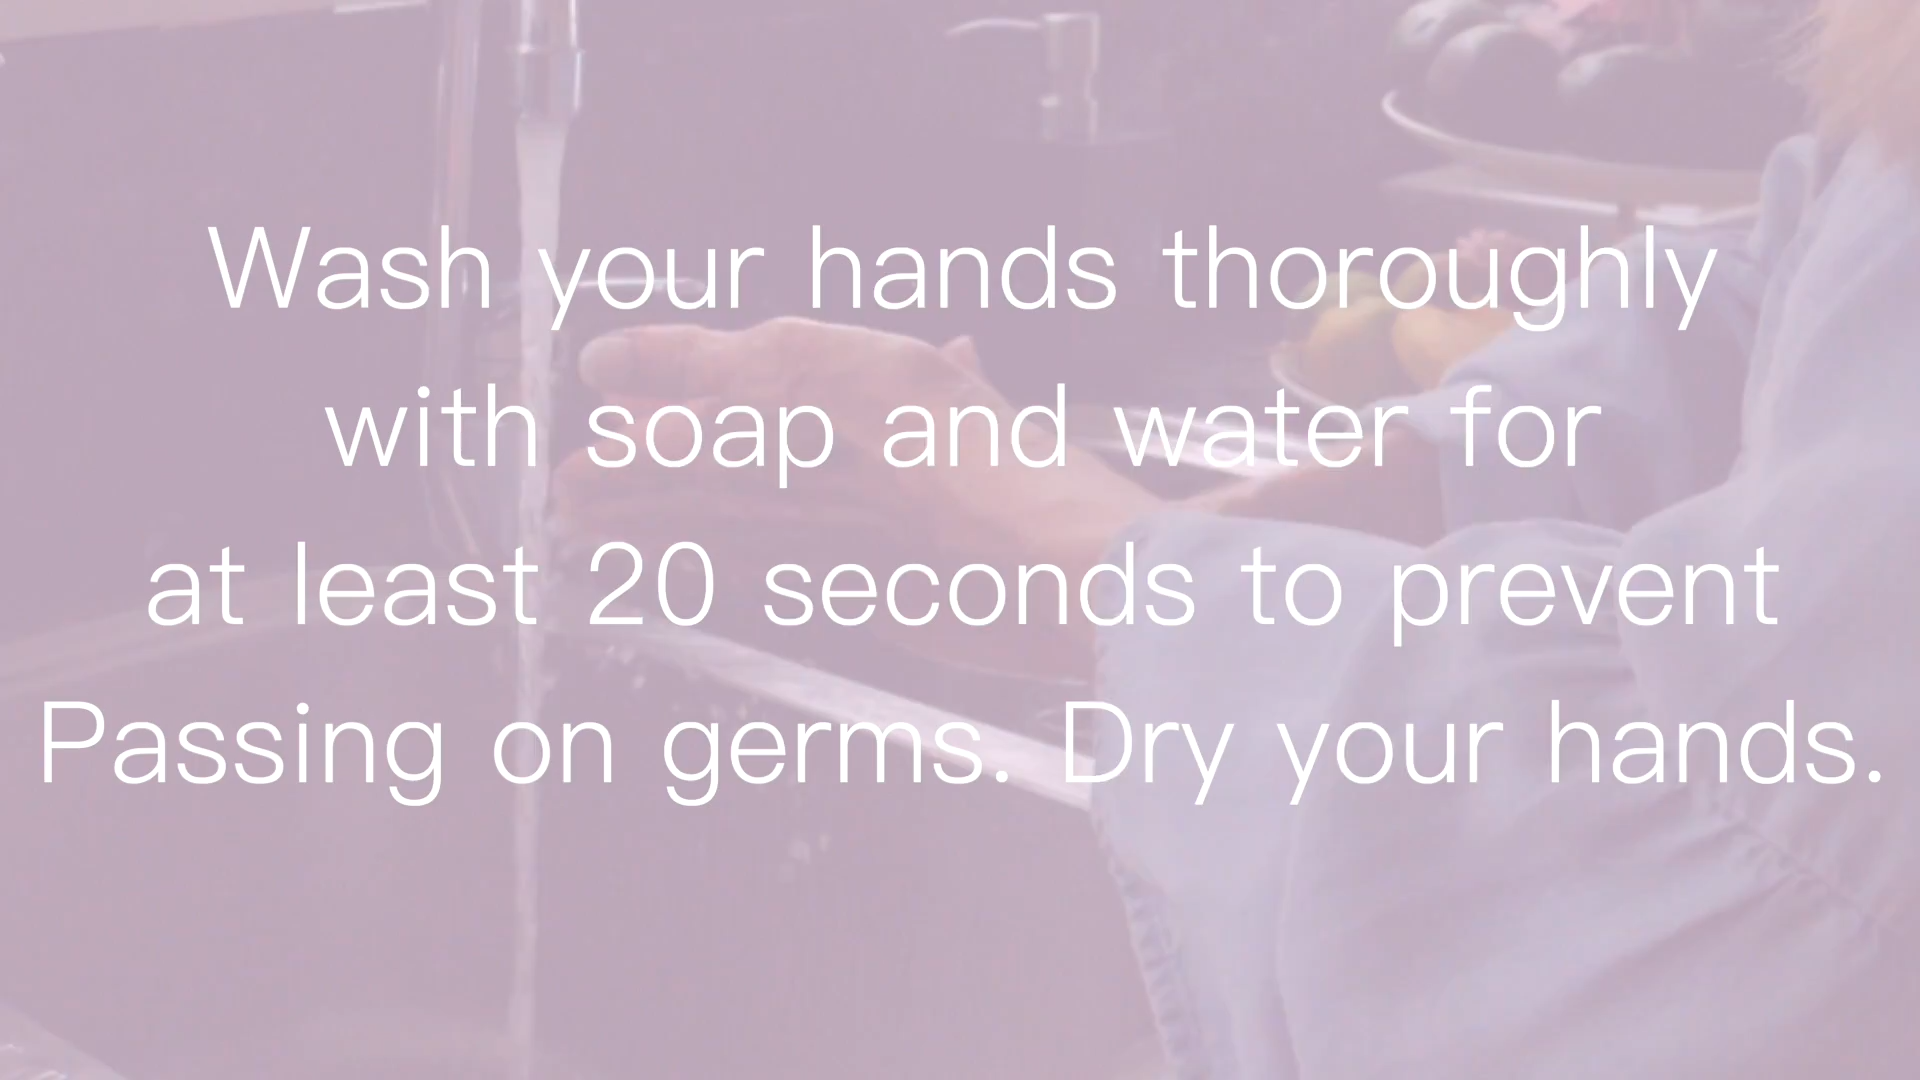 Wash your hands thoroughly
with soap and water for
at least 20 seconds to prevent
Passing on germs. Dry your hands.